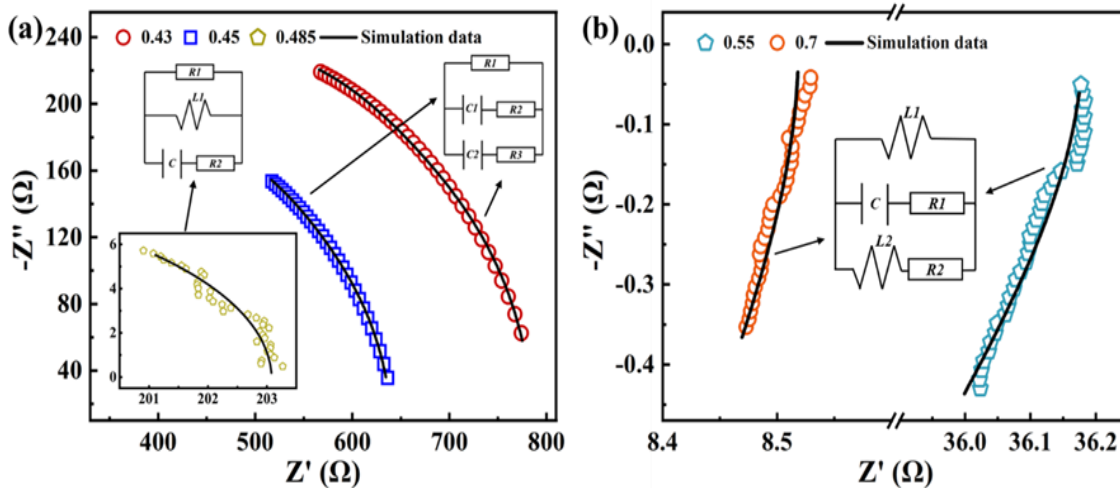 (a)
0.43 0.45 0.485 Simulation data
R1
L1
C R2
R1
C1 R2
C2 R3
240
200
160
120
80
40
-Z" (Ω)
6
4
2
0
201 202 203
400 500 600 700 800
Z' (Ω)
(b)
0.55 0.7 Simulation data
L1
C R1
L2 R2
0.0
-0.1
-0.2
-0.3
-0.4
-Z" (Ω)
8.4 8.5 36.0 36.1 36.2
Z' (Ω)